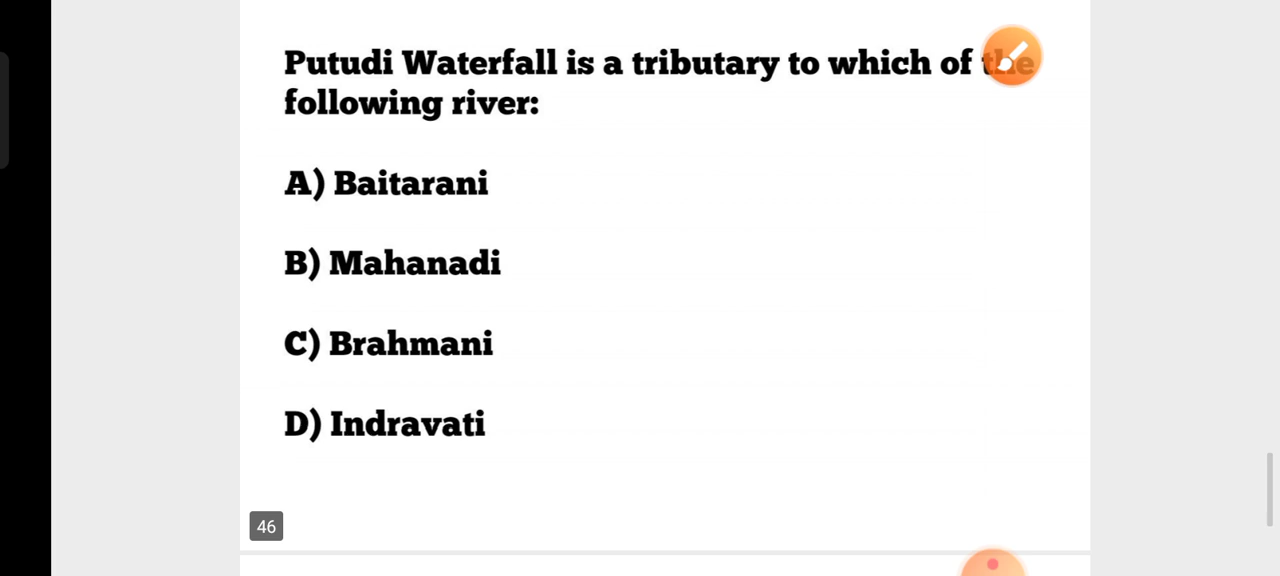 Putudi Waterfall is a tributary to which of the
following river:
A) Baitarani
B) Mahanadi
C) Brahmani
D) Indravati
46